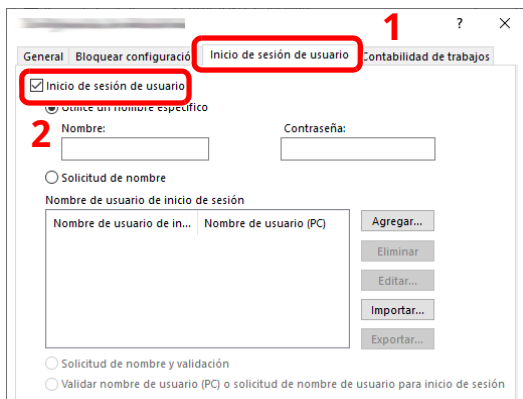 1
?
General Bloquear configuració Inicio de sesión de usuario Contabilidad de trabajos
Inicio de sesión de usuario
Utilice un nombre específico
2
Nombre: Contraseña:
Solicitud de nombre
Nombre de usuario de inicio de sesión
Nombre de usuario de in... Nombre de usuario (PC) Agregar...
Eliminar
Editar...
Importar...
Exportar...
Solicitud de nombre y validación
Validar nombre de usuario (PC) o solicitud de nombre de usuario para inicio de sesión